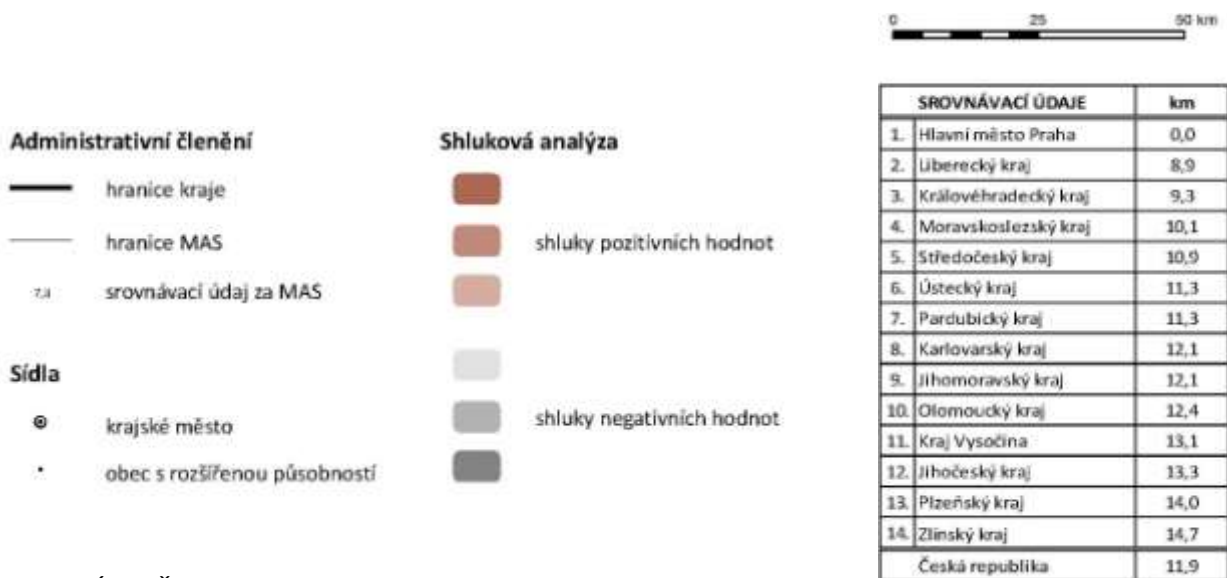 0 25 50 km
SROVNÁVACÍ ÚDAJE km
1. Hlavní město Praha 0,0
2. Liberecký kraj 8,9
3. Královéhradecký kraj 9,3
4. Moravskoslezský kraj 10,1
5. Středočeský kraj 10,9
6. Ústecký kraj 11,3
7. Pardubický kraj 11,3
8. Karlovarský kraj 12,1
9. Jihomoravský kraj 12,1
10. Olomoucký kraj 12,4
11. Kraj Vysočina 13,1
12. Jihočeský kraj 13,3
13. Plzeňský kraj 14,0
14. Zlínský kraj 14,7
Česká republika 11,9
Administrativní členění
hranice kraje
hranice MAS
srovnávací údaj za MAS
Sídla
krajské město
obec s rozšířenou působností
Shluková analýza
shluky pozitivních hodnot
shluky negativních hodnot